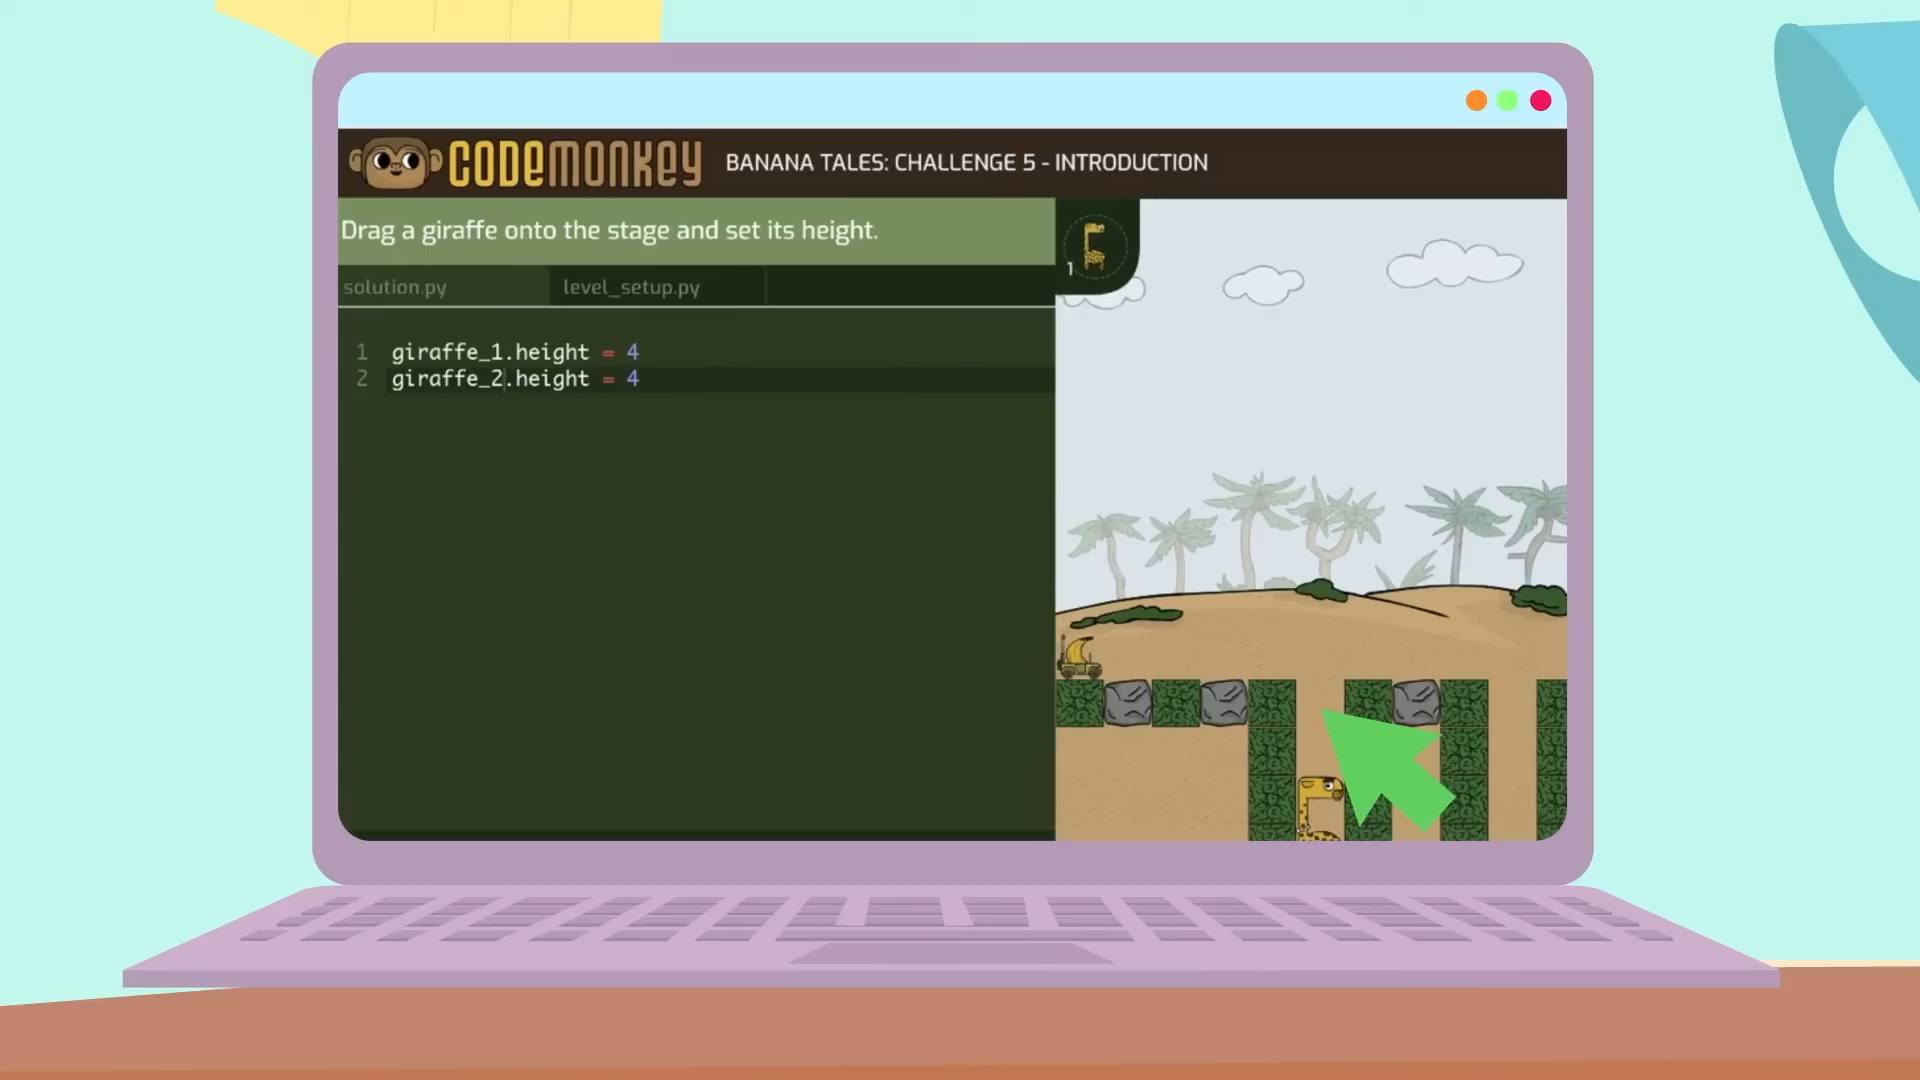 CODEMONKEY
BANANA TALES: CHALLENGE 5 - INTRODUCTION
Drag a giraffe onto the stage and set its height.
1
solution.py
level_setup.py
1 giraffe_1.height = 4
2 giraffe_2.height = 4